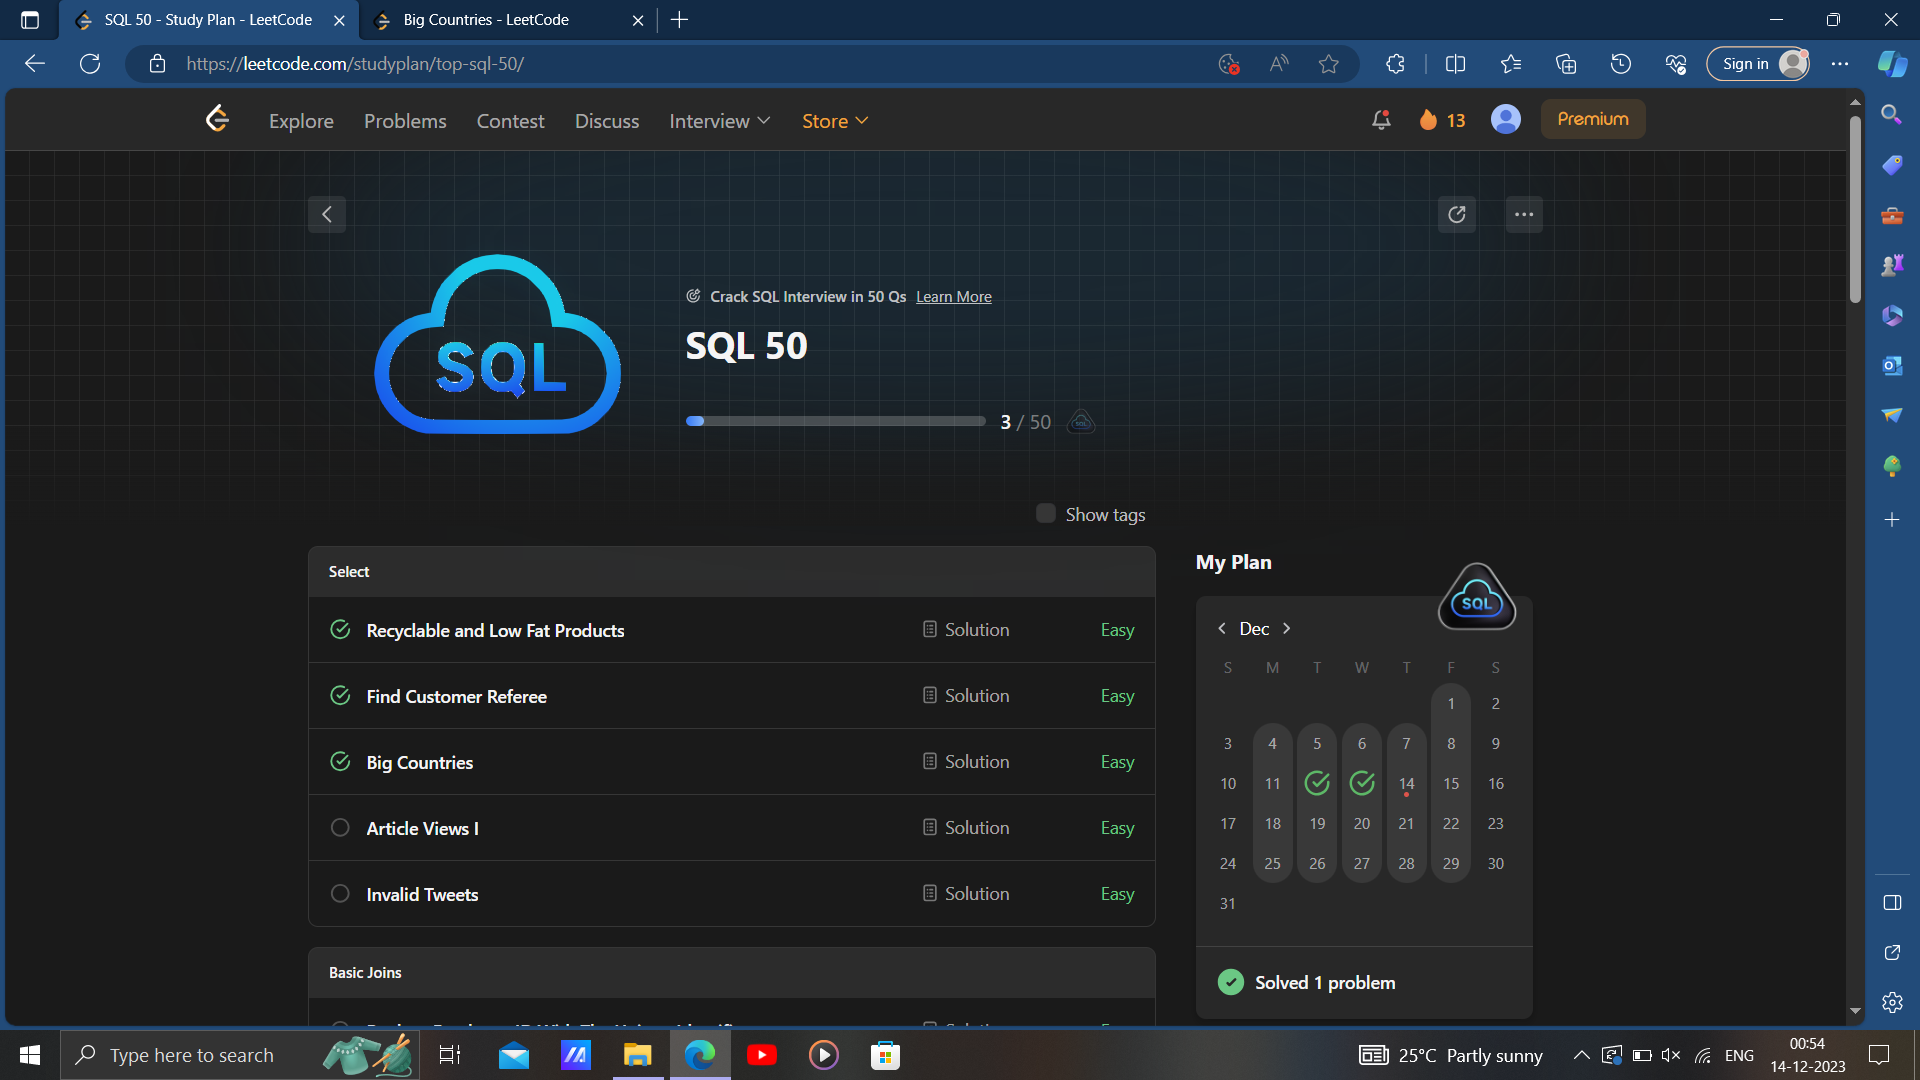 SQL 50 - Study Plan - LeetCode
Big Countries - LeetCode
https://leetcode.com/studyplan/top-sql-50/
Sign in
Explore Problems Contest Discuss Interview Store
13
Premium
SQL
Crack SQL Interview in 50 Qs Learn More
SQL 50
3 / 50
SQL
Show tags
Select
Recyclable and Low Fat Products Solution Easy
Find Customer Referee Solution Easy
Big Countries Solution Easy
Article Views I Solution Easy
Invalid Tweets Solution Easy
Basic Joins
My Plan
SQL
Dec
S M T W T F S
1 2
3 4 5 6 7 8 9
10 11 14 15 16
17 18 19 20 21 22 23
24 25 26 27 28 29 30
31
Solved 1 problem
Type here to search
25°C Partly sunny
ENG
00:54
14-12-2023